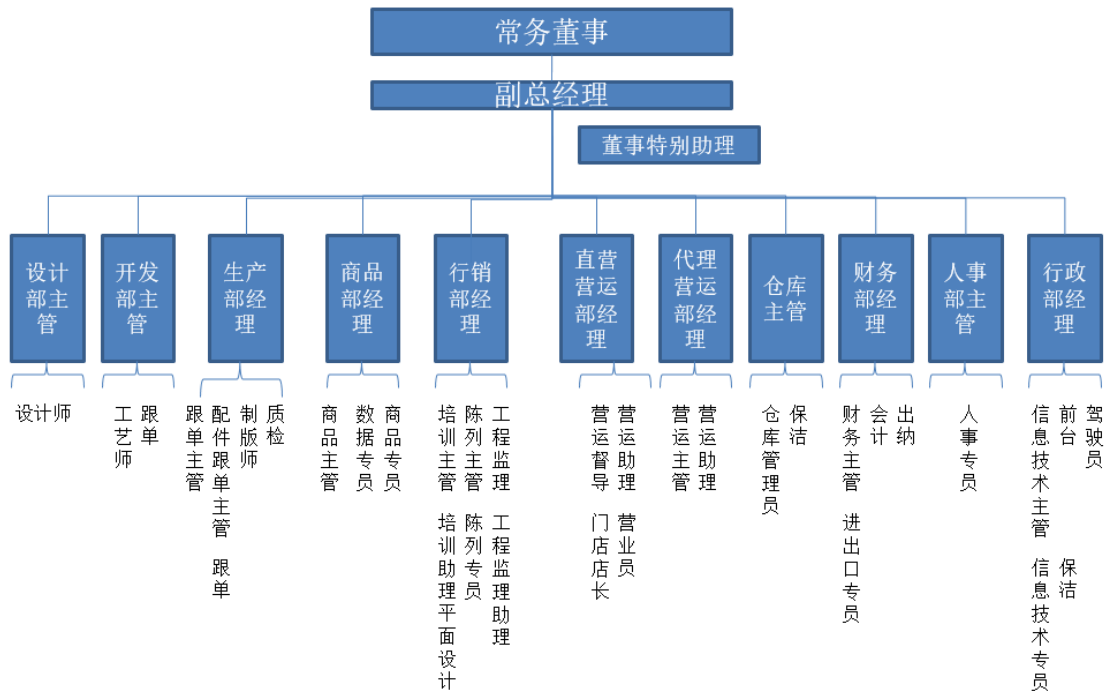 常务董事
副总经理
董事特别助理
设计部主管
开发部主管
生产部经理
商品部经理
行销部经理
直营营运部经理
代理营运部经理
仓库主管
财务部经理
人事部主管
行政部经理
设计师
工艺师
跟单
跟单主管
配件跟单主管 跟单
制版师
质检
商品主管
数据专员
商品专员
培训主管 培训助理平面设计
陈列主管 陈列专员
工程监理 工程监理助理
营运督导 门店店长
营运助理 营业员
营运主管
营运助理
仓库管理员
保洁
财务主管 进出口专员
会计
出纳
人事专员
信息技术主管 信息技术专员
前台 保洁
驾驶员